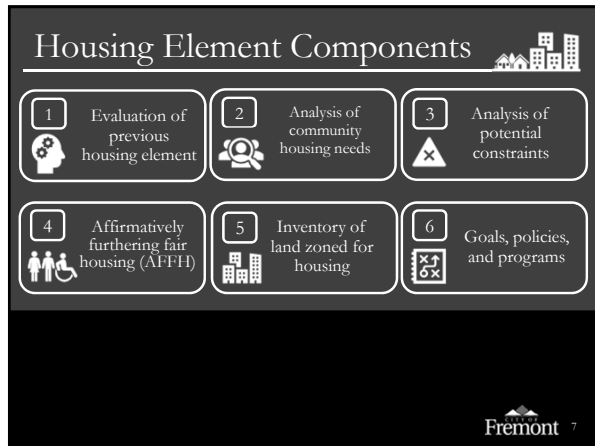 Housing Element Components
1
Evaluation of
previous
housing element
2
Analysis of
community
housing needs
3
Analysis of
potential
constraints
4
Affirmatively
furthering fair
housing (AFFH)
5
Inventory of
land zoned for
housing
6
Goals, policies,
and programs
CITY OF
Fremont
7